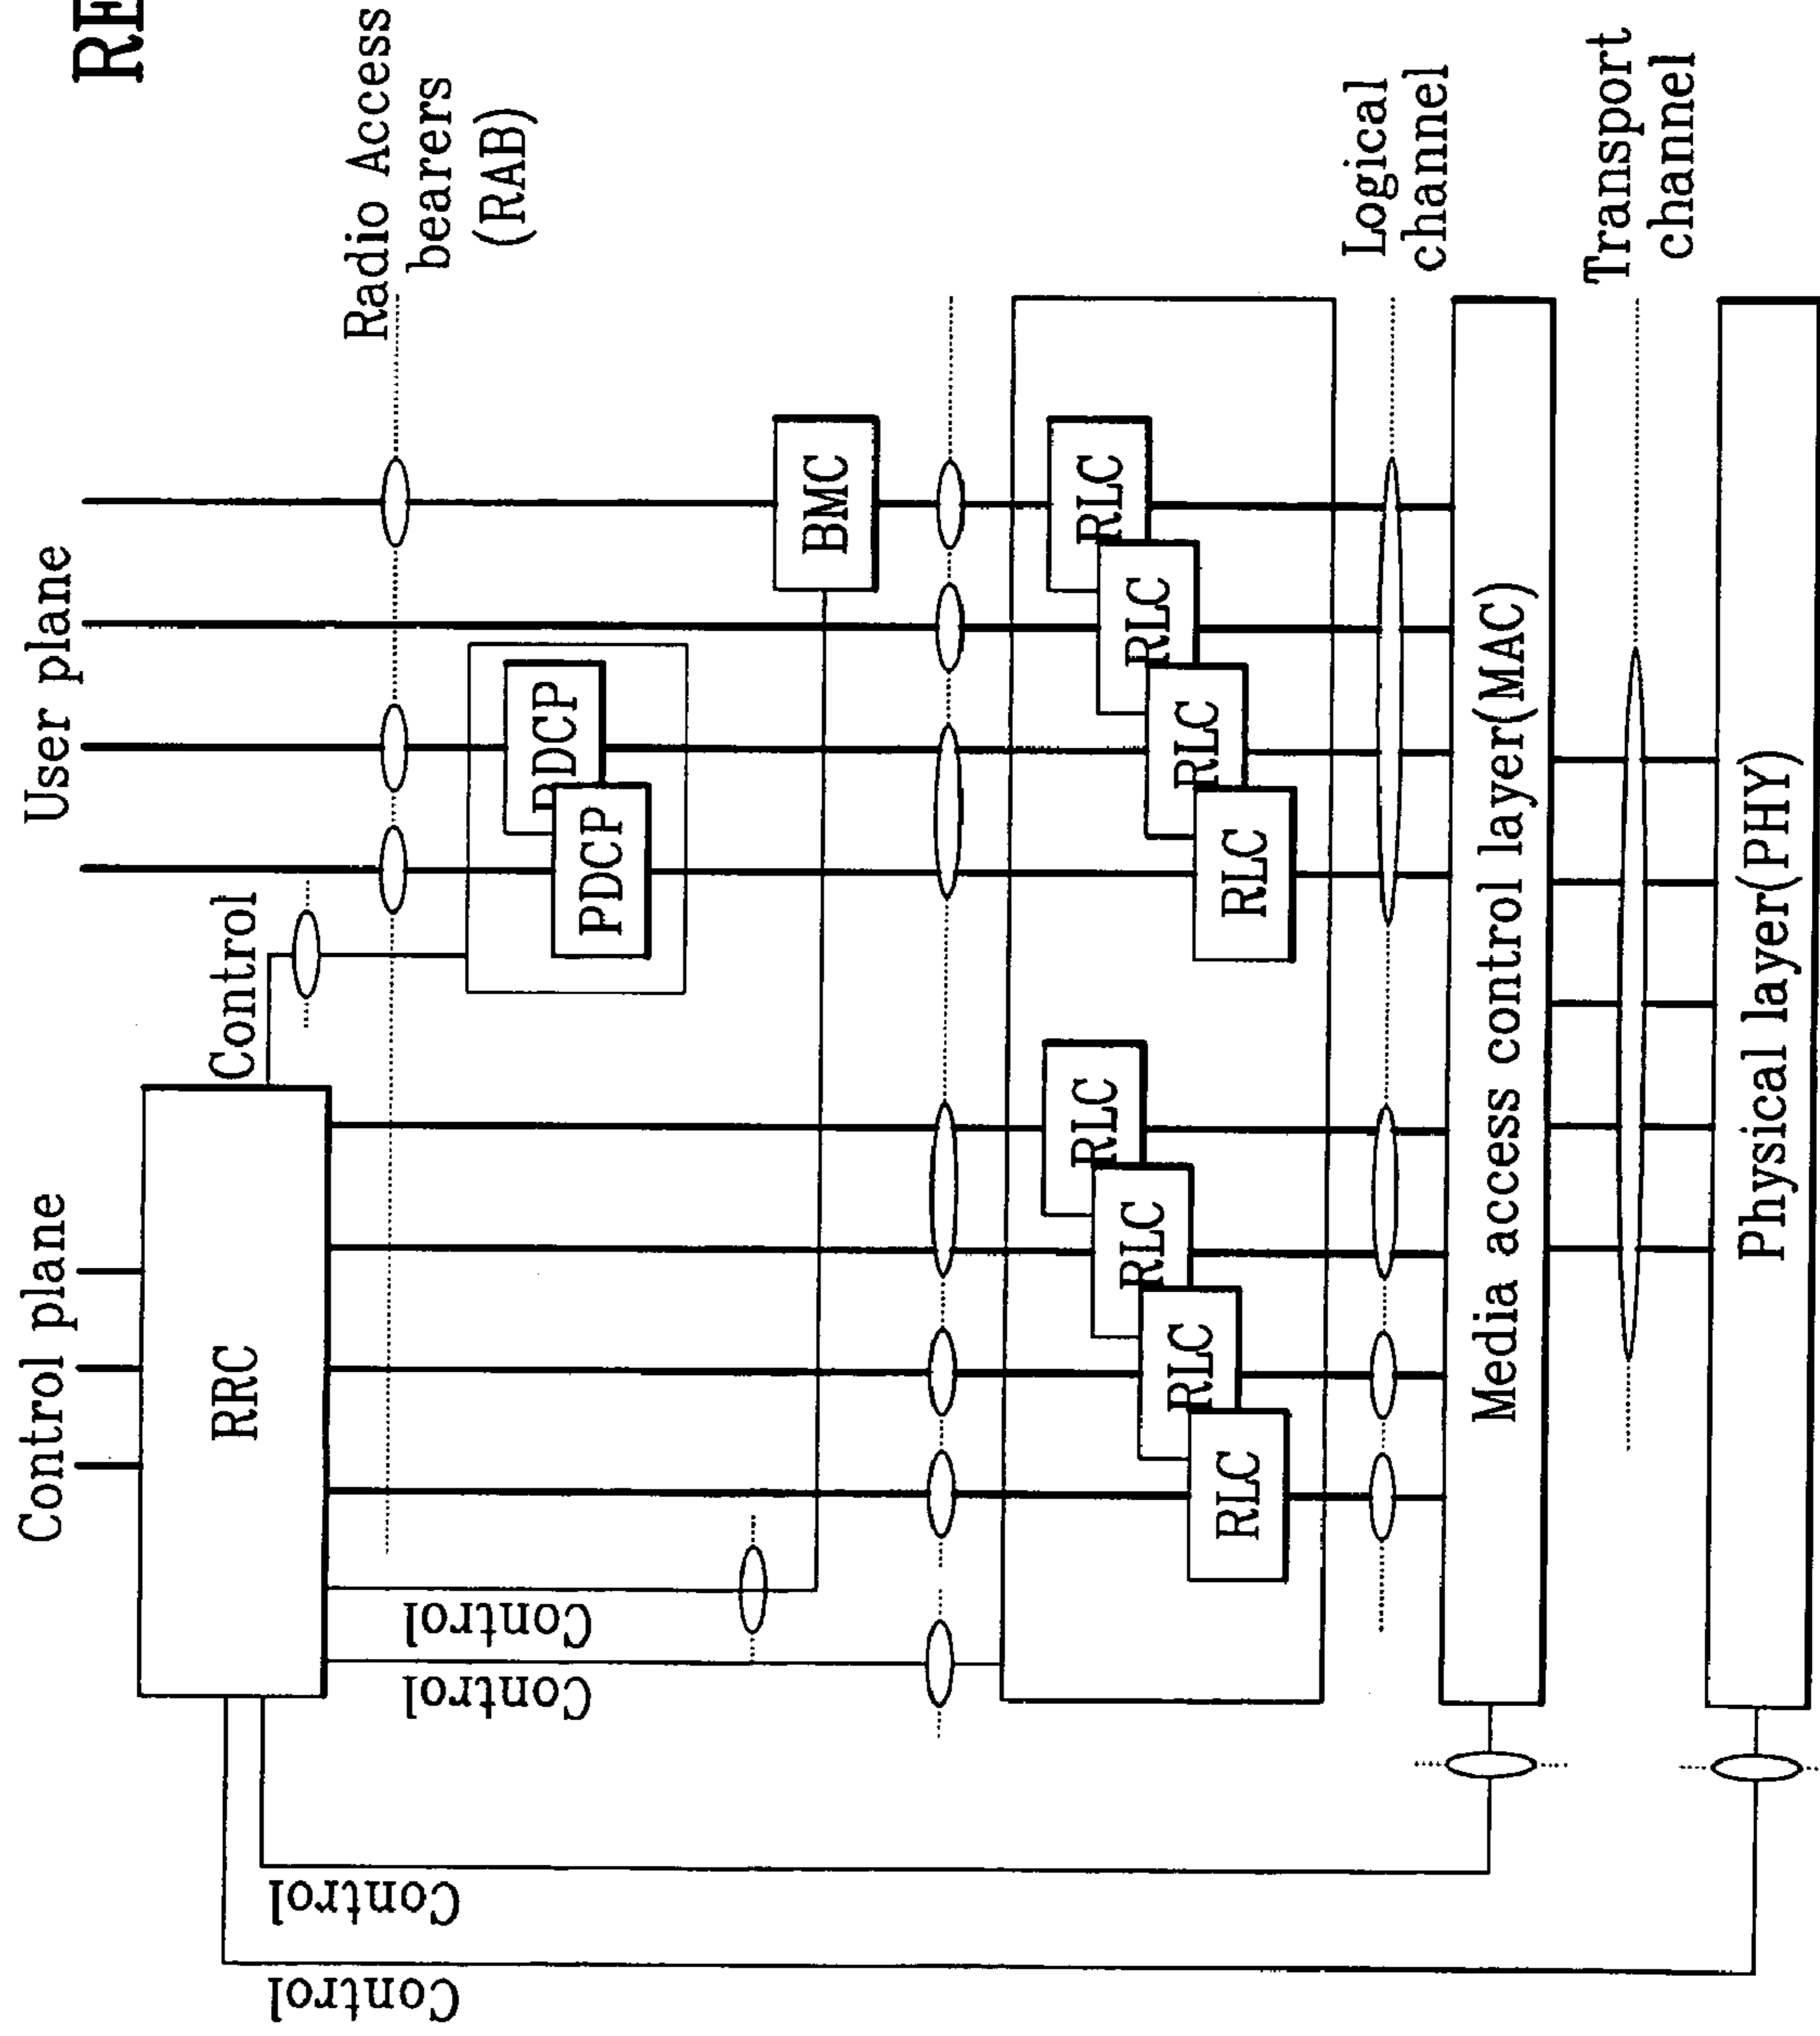 Control plane
User plane
RRC
Control
Radio Access
bearers
(RAB)
PDCP
PDCP
Control
Control
BMC
Control
Control
RLC
RLC
RLC
RLC
RLC
RLC
RLC
RLC
Logical
channel
Media access control layer(MAC)
Transport
channel
Physical layer(PHY)